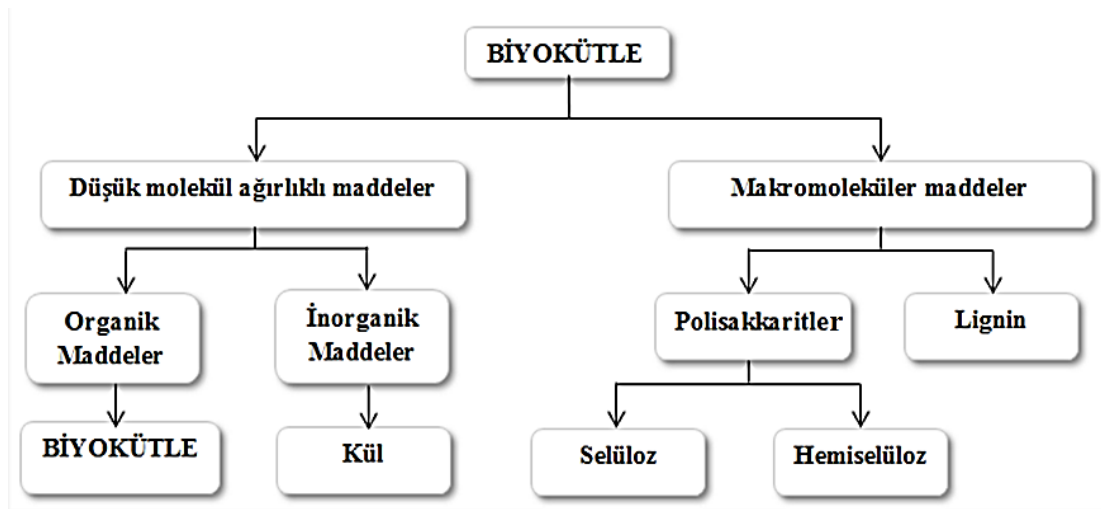 BİYOKÜTLE
Düşük molekül ağırlıklı maddeler
Makromoleküler maddeler
Organik
Maddeler
İnorganik
Maddeler
Polisakkaritler
Lignin
BİYOKÜTLE
Kül
Selüloz
Hemiselüloz